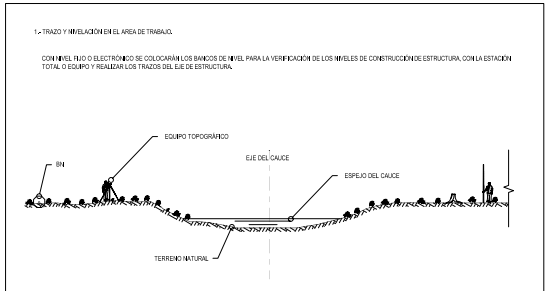 1.- TRAZO Y NIVELACIÓN EN EL AREA DE TRABAJO.
CON NIVEL FIJO O ELECTRÓNICO SE COLOCARÁN LOS BANCOS DE NIVEL PARA LA VERIFICACIÓN DE LOS NIVELES DE CONSTRUCCIÓN DE ESTRUCTURA, CON LA ESTACIÓN
TOTAL O EQUIPO Y REALIZAR LOS TRAZOS DEL EJE DE ESTRUCTURA.
EQUIPO TOPOGRÁFICO
BN
EJE DEL CAUCE
ESPEJO DEL CAUCE
TERRENO NATURAL